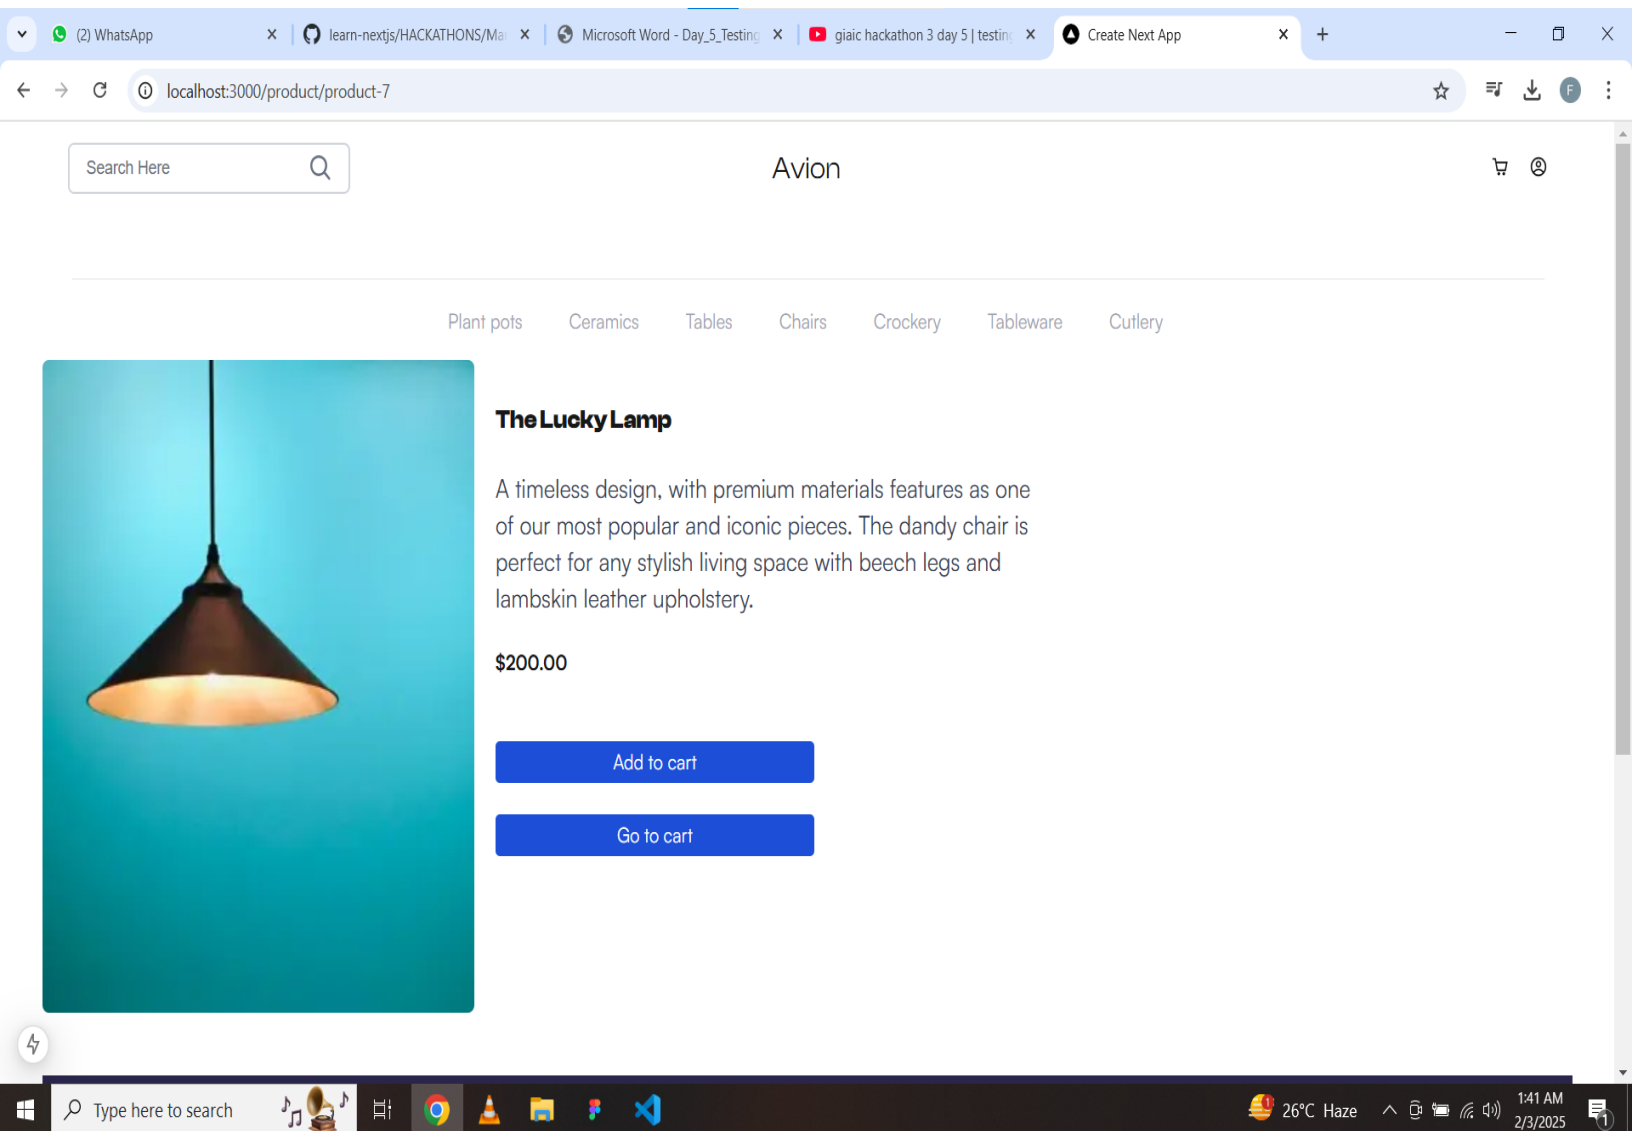 (2) WhatsApp
learn-nextjs/HACKATHONS/Ma
Microsoft Word - Day_5_Testing
giaic hackathon 3 day 5 | testing
Create Next App
localhost:3000/product/product-7
F
Search Here
Avion
Plant pots
Ceramics
Tables
Chairs
Crockery
Tableware
Cutlery
The Lucky Lamp
A timeless design, with premium materials features as one
of our most popular and iconic pieces. The dandy chair is
perfect for any stylish living space with beech legs and
lambskin leather upholstery.
$200.00
Add to cart
Go to cart
Type here to search
1
26°C Haze
1:41 AM
2/3/2025
1